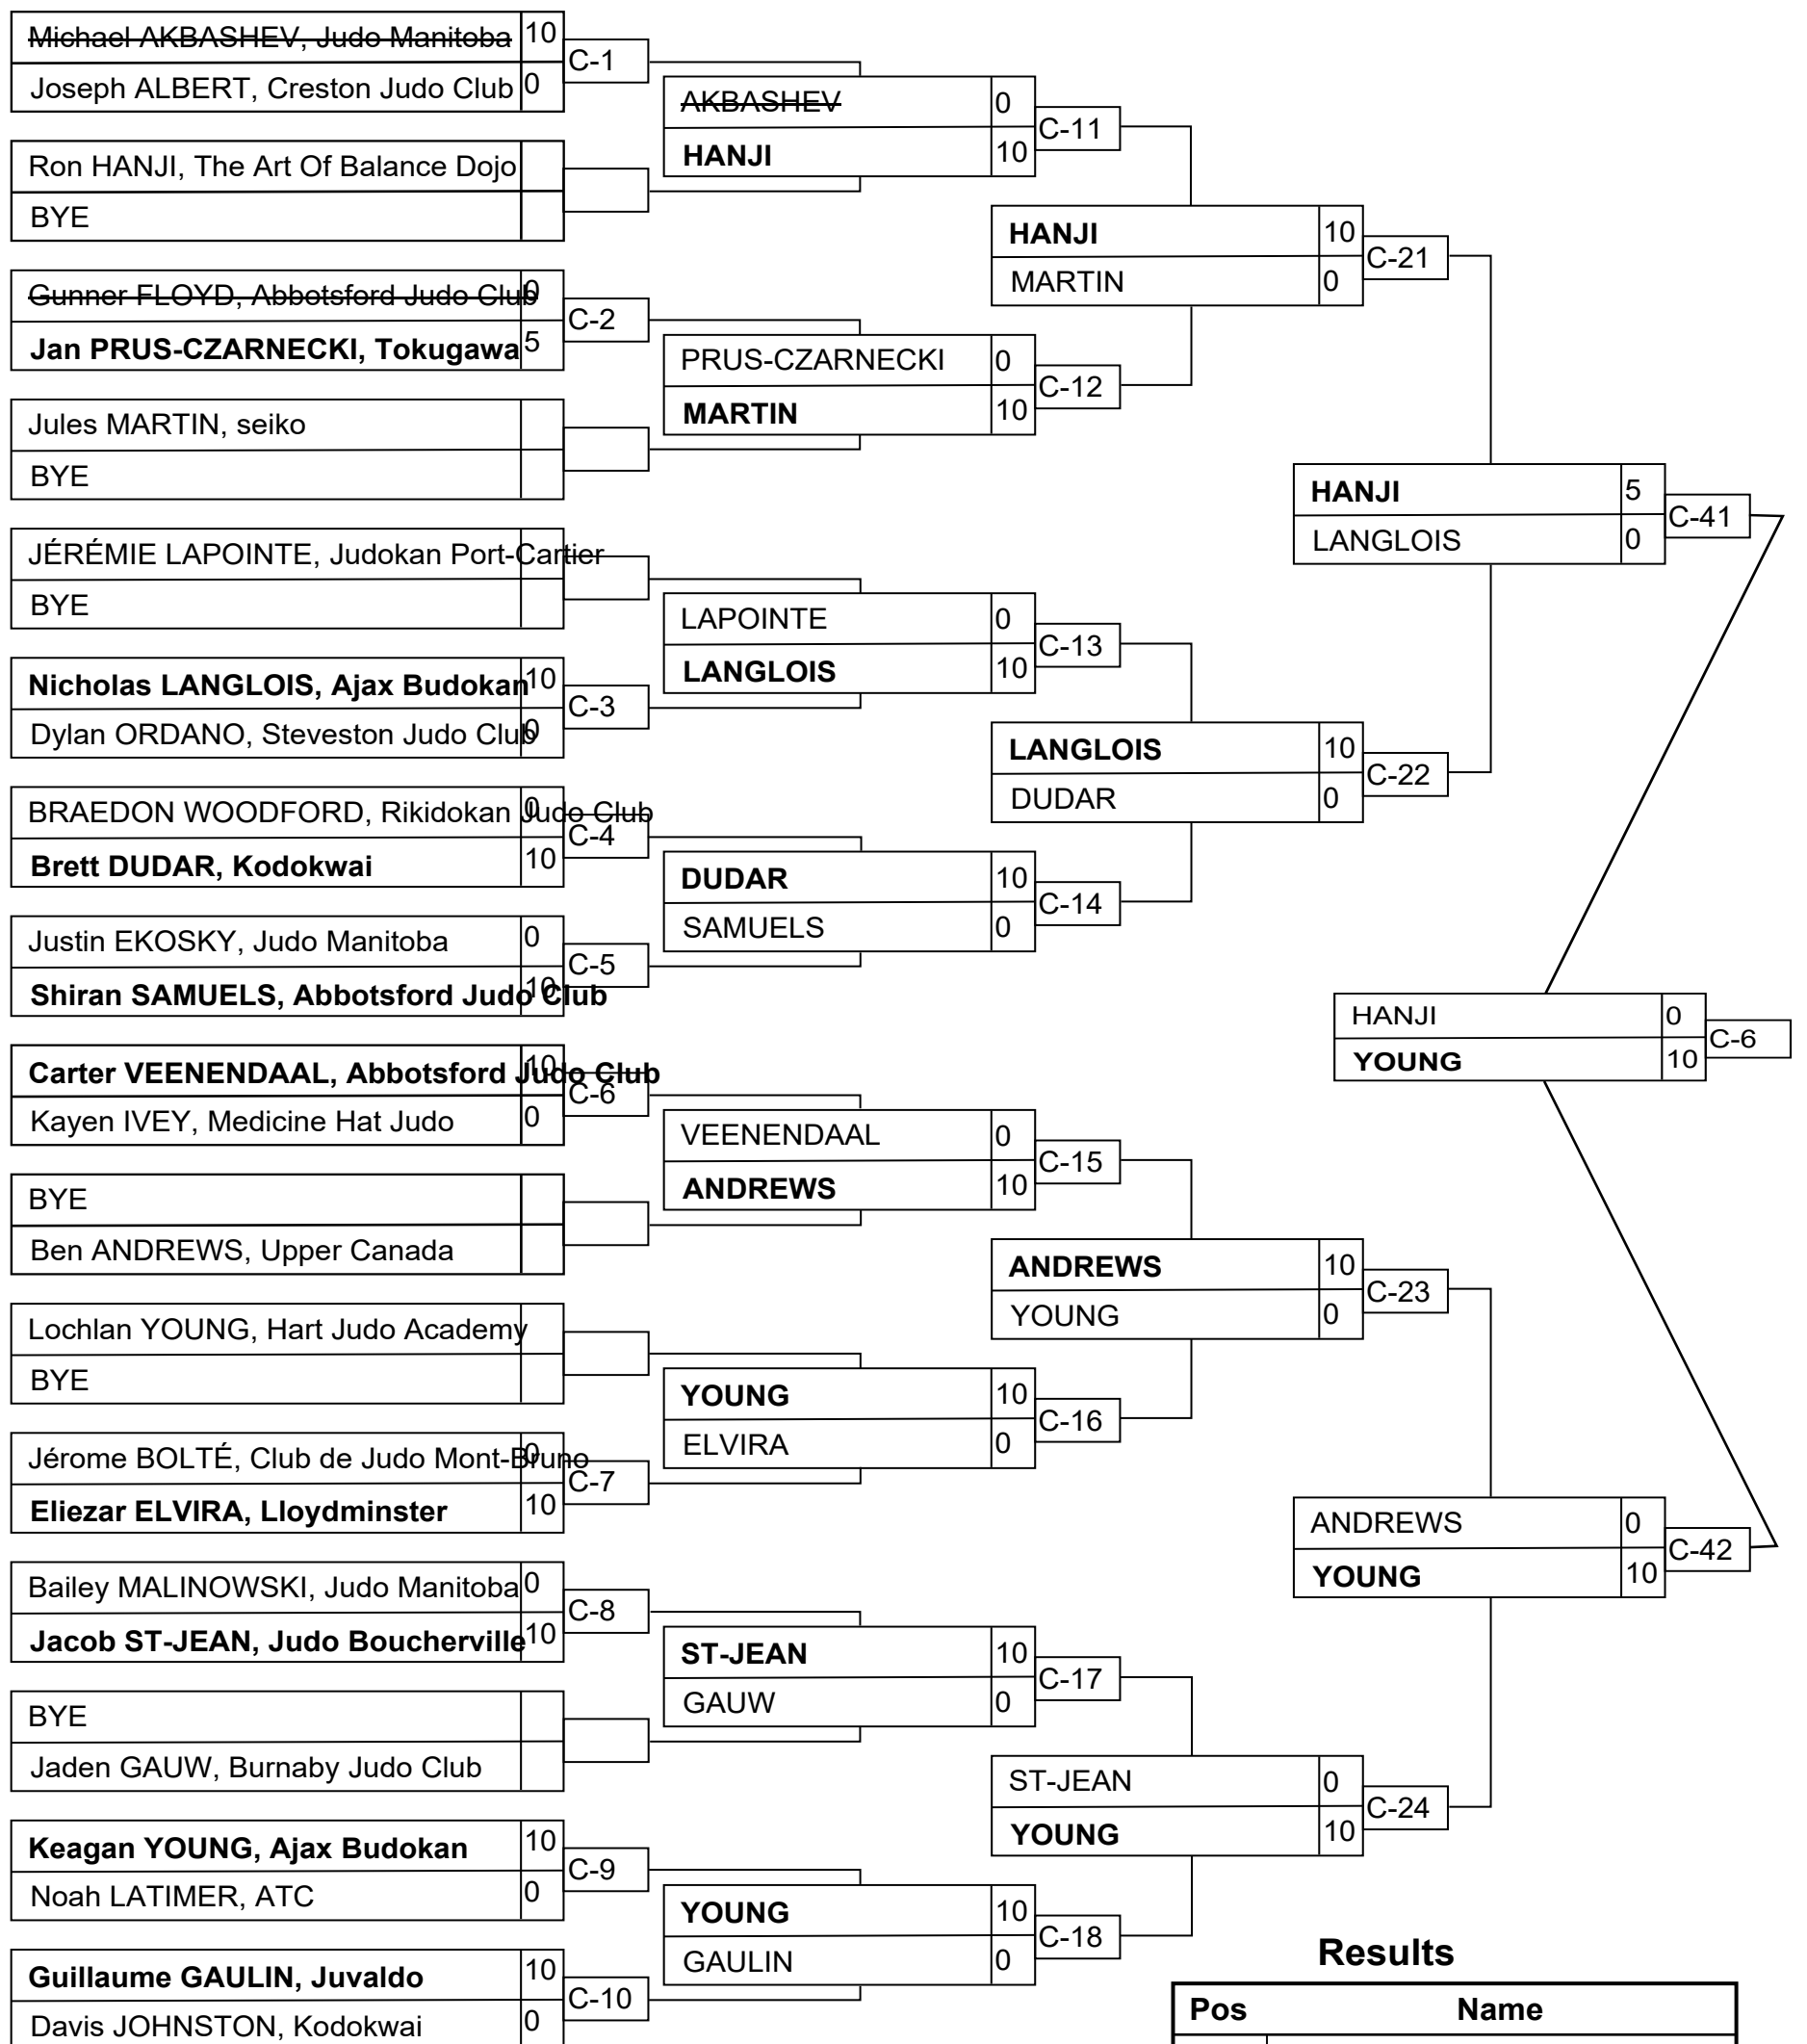 Michael AKBASHEV, Judo Manitoba 10
Joseph ALBERT, Creston Judo Club 0
C-1
Ron HANJI, The Art Of Balance Dojo
BYE
Gunner FLOYD, Abbotsford Judo Club 0
Jan PRUS-CZARNECKI, Tokugawa 5
C-2
Jules MARTIN, seiko
BYE
JÉRÉMIE LAPOINTE, Judokan Port-Cartier
BYE
Nicholas LANGLOIS, Ajax Budokan 10
Dylan ORDANO, Steveston Judo Club 0
C-3
BRAEDON WOODFORD, Rikidokan Judo Club 0
Brett DUDAR, Kodokwai 10
C-4
Justin EKOSKY, Judo Manitoba 0
Shiran SAMUELS, Abbotsford Judo Club 10
C-5
Carter VEENENDAAL, Abbotsford Judo Club 10
Kayen IVEY, Medicine Hat Judo 0
C-6
BYE
Ben ANDREWS, Upper Canada
Lochlan YOUNG, Hart Judo Academy
BYE
Jérome BOLTÉ, Club de Judo Mont-Bruno 0
Eliezar ELVIRA, Lloydminster 10
C-7
Bailey MALINOWSKI, Judo Manitoba 0
Jacob ST-JEAN, Judo Boucherville 10
C-8
BYE
Jaden GAUW, Burnaby Judo Club
Keagan YOUNG, Ajax Budokan 10
Noah LATIMER, ATC 0
C-9
Guillaume GAULIN, Juvaldo 10
Davis JOHNSTON, Kodokwai 0
C-10
AKBASHEV 0
HANJI 10
C-11
PRUS-CZARNECKI 0
MARTIN 10
C-12
LAPOINTE 0
LANGLOIS 10
C-13
DUDAR 10
SAMUELS 0
C-14
VEENENDAAL 0
ANDREWS 10
C-15
YOUNG 10
ELVIRA 0
C-16
ST-JEAN 10
GAUW 0
C-17
YOUNG 10
GAULIN 0
C-18
HANJI 10
MARTIN 0
C-21
LANGLOIS 10
DUDAR 0
C-22
ANDREWS 10
YOUNG 0
C-23
ST-JEAN 0
YOUNG 10
C-24
HANJI 5
LANGLOIS 0
C-41
ANDREWS 0
YOUNG 10
C-42
HANJI 0
YOUNG 10
C-6
Results
Pos Name